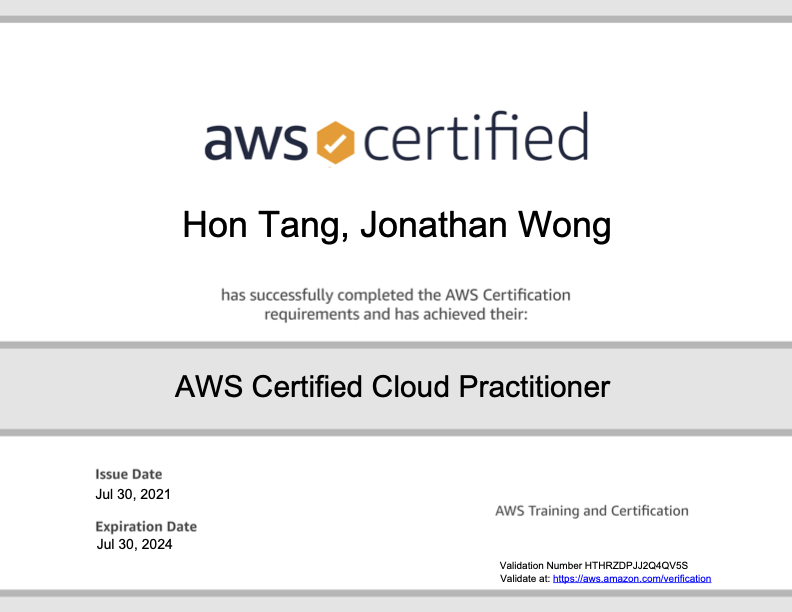 aws certified
Hon Tang, Jonathan Wong
has successfully completed the AWS Certification
requirements and has achieved their:
AWS Certified Cloud Practitioner
Issue Date
Jul 30, 2021
Expiration Date
Jul 30, 2024
AWS Training and Certification
Validation Number HTHRZDPJJ2Q4QV5S
Validate at: https://aws.amazon.com/verification